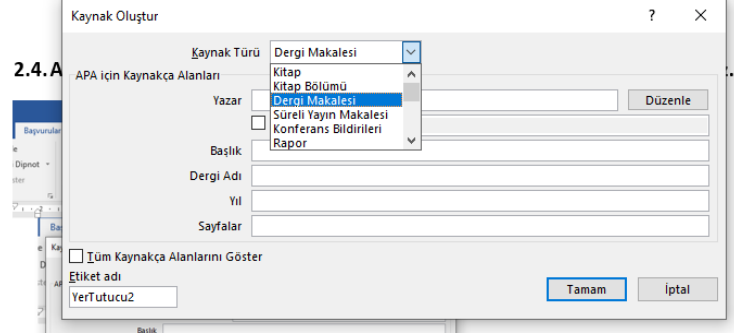 Kaynak Oluştur
? ×
Kaynak Türü Dergi Makalesi
2.4. A
APA için Kaynakça Alanları
Kitap
Kitap Bölümü
Dergi Makalesi
Süreli Yayın Makalesi
Konferans Bildirileri
Rapor
Yazar
Düzenle
Başlık
Dergi Adı
Yıl
Sayfalar
Tüm Kaynakça Alanlarını Göster
Etiket adı
YerTutucu2
Tamam
İptal
Başvurular
Dipnot
Başlık